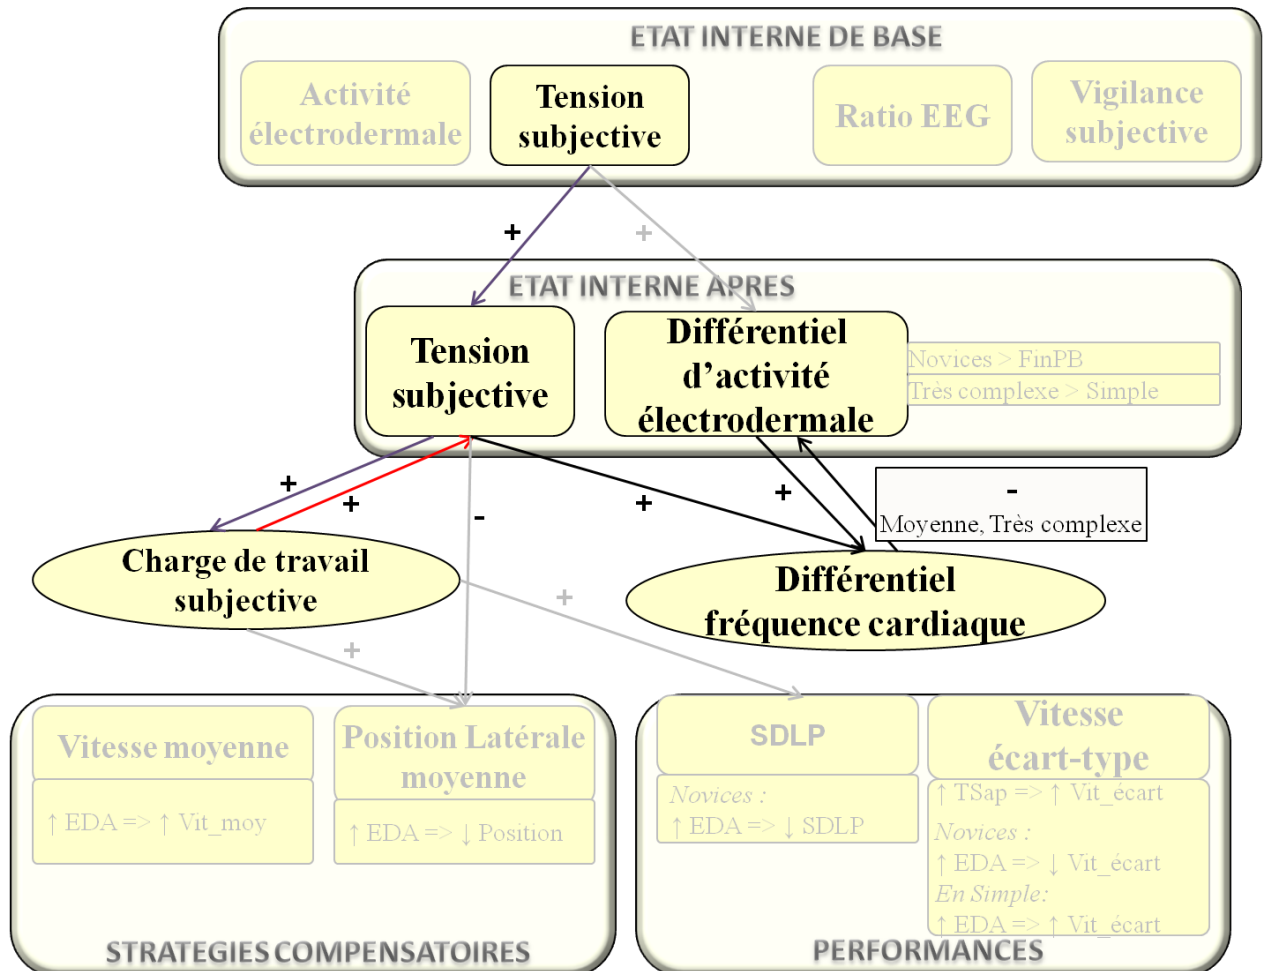 ETAT INTERNE DE BASE
Activité
électrodermale
Tension
subjective
Ratio EEG
Vigilance
subjective
+
+
ETAT INTERNE APRES
Tension
subjective
Différentiel
d'activité
électrodermale
Novices > FinPB
Très complexe > Simple
+
+
-
+
+
-
Moyenne, Très complexe
Charge de travail
subjective
Différentiel
fréquence cardiaque
+
+
Vitesse moyenne
↑ EDA => ↑ Vit_moy
Position Latérale
moyenne
↑ EDA => ↓ Position
STRATEGIES COMPENSATOIRES
SDLP
Novices :
↑ EDA => ↓ SDLP
Vitesse
écart-type
↑ TSap => ↑ Vit_écart
Novices :
↑ EDA => ↓ Vit_écart
En Simple:
↑ EDA => ↑ Vit_écart
PERFORMANCES